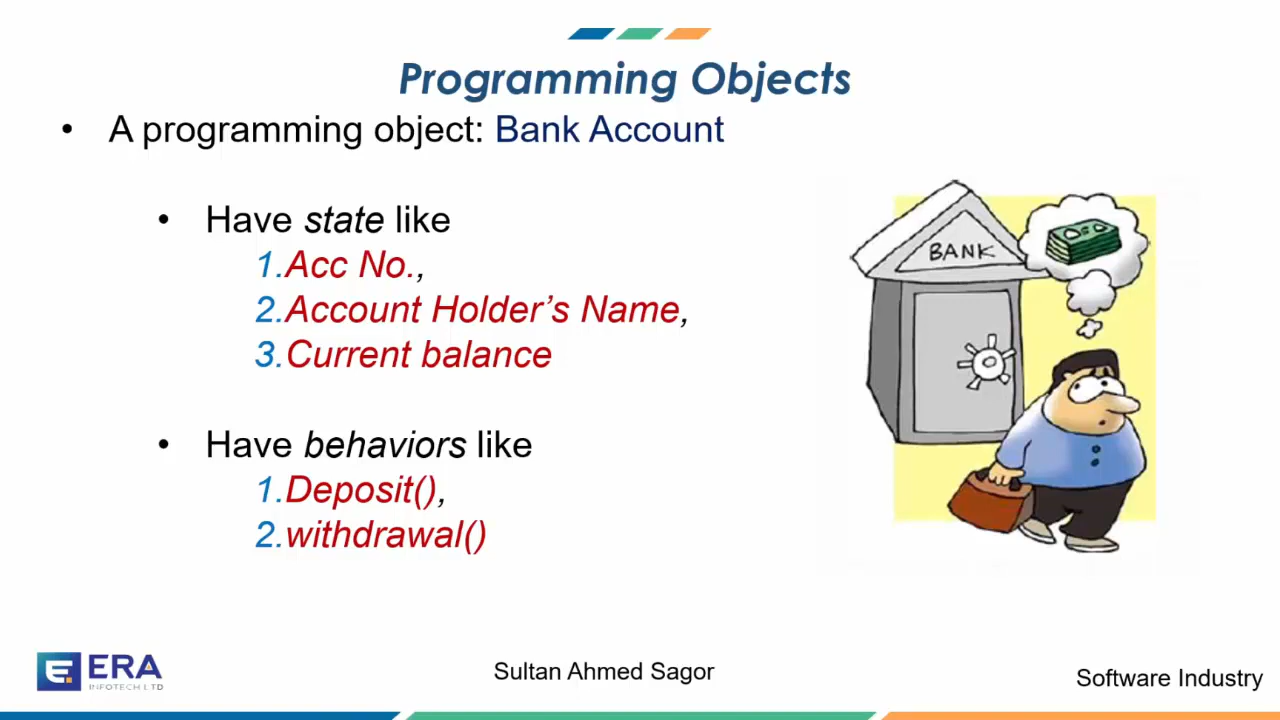 Programming Objects
• A programming object: Bank Account
• Have state like
1.Acc No.,
2.Account Holder’s Name,
3.Current balance
BANK
• Have behaviors like
1.Deposit(),
2.withdrawal()
ERA
INFOTECH LTD
Sultan Ahmed Sagor
Software Industry